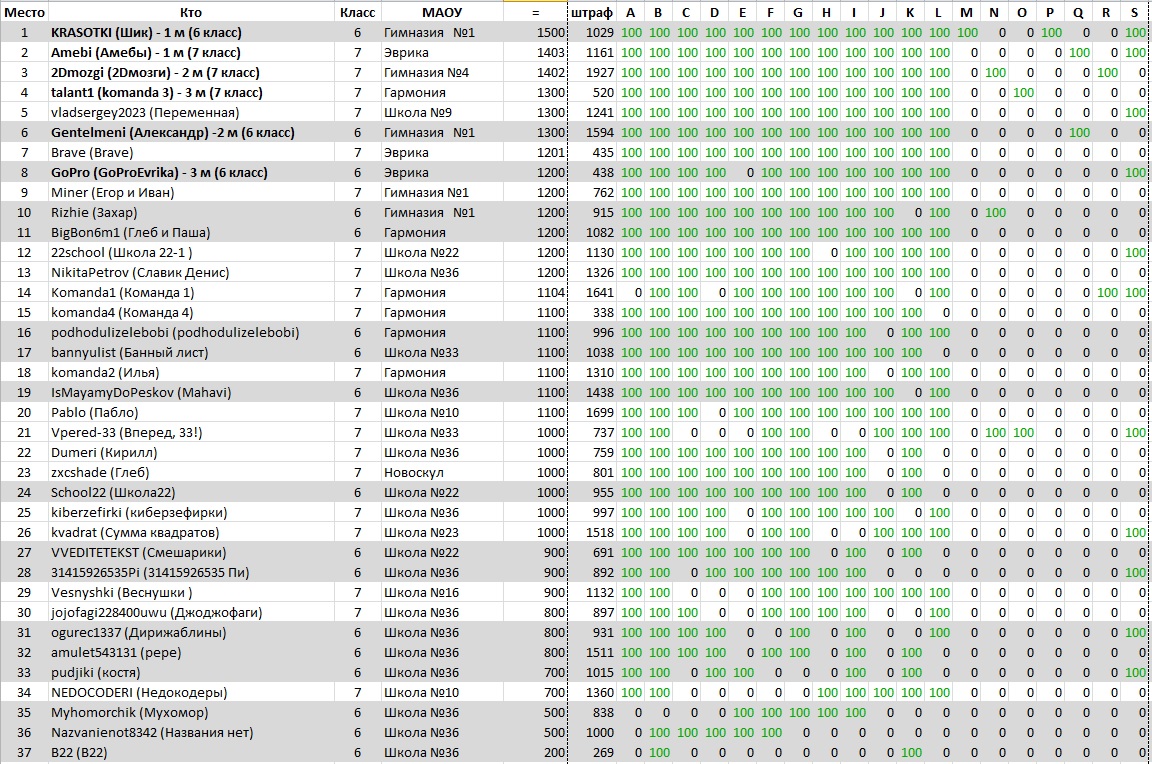 Место Кто Класс МАОУ = штраф A B C D E F G H I J K L M N O P Q R S
1 KRASOTKI (Шик) - 1 м (6 класс) 6 Гимназия №1 1500 1029 100 100 100 100 100 100 100 100 100 100 100 100 100 0 0 100 0 0 100
2 Amebi (Амебы) - 1 м (7 класс) 7 Эврика 1403 1161 100 100 100 100 100 100 100 100 100 100 100 100 0 0 0 0 100 0 100
3 2Dmozgi (2Dмозги) - 2 м (7 класс) 7 Гимназия №4 1402 1927 100 100 100 100 100 100 100 100 100 100 100 100 0 100 0 0 0 100 0
4 talant1 (komanda 3) - 3 м (7 класс) 7 Гармония 1300 520 100 100 100 100 100 100 100 100 100 100 100 100 0 0 100 0 0 0 0
5 vladsergey2023 (Переменная) 7 Школа №9 1300 1241 100 100 100 100 100 100 100 100 100 100 100 100 0 0 0 0 0 0 100
6 Gentelmeni (Александр) -2 м (6 класс) 6 Гимназия №1 1300 1594 100 100 100 100 100 100 100 100 100 100 100 100 0 0 0 0 100 0 0
7 Brave (Brave) 7 Эврика 1201 435 100 100 100 100 100 100 100 100 100 100 100 100 0 0 0 0 0 0 0
8 GoPro (GoProEvrika) - 3 м (6 класс) 6 Эврика 1200 438 100 100 100 100 0 100 100 100 100 100 100 100 0 0 0 0 0 0 100
9 Miner (Егор и Иван) 7 Гимназия №1 1200 762 100 100 100 100 100 100 100 100 100 100 100 100 0 0 0 0 0 0 0
10 Rizhie (Захар) 6 Гимназия №1 1200 915 100 100 100 100 100 100 100 100 100 100 0 100 0 100 0 0 0 0 0
11 BigBon6m1 (Глеб и Паша) 6 Гармония 1200 1082 100 100 100 100 100 100 100 100 100 100 100 100 0 0 0 0 0 0 0
12 22school (Школа 22-1 ) 7 Школа №22 1200 1130 100 100 100 100 100 100 100 0 100 100 100 100 0 0 0 0 0 0 100
13 NikitaPetrov (Славик Денис) 7 Школа №36 1200 1326 100 100 100 100 100 100 100 100 100 100 100 100 0 0 0 0 0 0 0
14 Komanda1 (Команда 1) 7 Гармония 1104 1641 0 100 100 0 100 100 100 100 100 100 0 100 0 0 0 0 0 100 100
15 komanda4 (Команда 4) 7 Гармония 1100 338 100 100 100 100 100 100 100 100 100 100 100 0 0 0 0 0 0 0 0
16 podhodulizelebobi (podhodulizelebobi) 6 Гармония 1100 996 100 100 100 100 100 100 100 100 100 0 100 100 0 0 0 0 0 0 0
17 bannyulist (Банный лист) 6 Школа №33 1100 1038 100 100 100 100 100 100 100 100 100 100 100 0 0 0 0 0 0 0 0
18 komanda2 (Илья) 7 Гармония 1100 1310 100 100 100 100 100 100 100 100 100 0 100 100 0 0 0 0 0 0 0
19 IsMayamyDoPeskov (Mahavi) 6 Школа №36 1100 1438 100 100 100 100 100 100 100 100 100 100 0 100 0 0 0 0 0 0 0
20 Pablo (Пабло) 7 Школа №10 1100 1699 100 100 100 0 100 100 100 100 100 100 100 100 0 0 0 0 0 0 0
21 Vpered-33 (Вперед, 33!) 7 Школа №33 1000 737 100 100 0 0 0 100 100 0 0 100 100 100 0 100 100 0 0 0 100
22 Dumeri (Кирилл) 7 Школа №36 1000 759 100 100 100 100 100 100 100 100 100 0 100 0 0 0 0 0 0 0 0
23 zxcshade (Глеб) 7 Новоскул 1000 801 100 100 100 100 100 100 100 100 100 0 100 0 0 0 0 0 0 0 0
24 School22 (Школа22) 6 Школа №22 1000 955 100 100 100 100 100 100 100 100 100 0 100 0 0 0 0 0 0 0 0
25 kiberzefirki (киберзефирки) 7 Школа №36 1000 997 100 100 100 100 0 100 100 100 100 100 100 0 0 0 0 0 0 0 0
26 kvadrat (Сумма квадратов) 7 Школа №23 1000 1518 100 100 100 100 0 100 100 0 0 100 100 100 0 0 0 0 0 0 100
27 VVEDITETEKST (Смешарики) 6 Школа №22 900 691 100 100 100 100 100 100 100 0 100 0 100 0 0 0 0 0 0 0 0
28 31415926535Pi (31415926535 Пи) 6 Школа №36 900 892 100 100 0 100 100 100 100 100 100 0 0 0 0 0 0 0 0 0 100
29 Vesnyshki (Веснушки ) 7 Школа №16 900 1132 100 100 0 0 0 100 100 100 100 100 100 100 0 0 0 0 0 0 0
30 jojofagi228400uwu (Джоджофаги) 7 Школа №36 800 897 100 100 100 0 0 100 100 100 100 0 0 100 0 0 0 0 0 0 0
31 ogurec1337 (Дирижаблины) 6 Школа №36 800 931 100 100 100 100 0 0 100 0 100 0 0 100 0 0 0 0 0 0 100
32 amulet543131 (pepe) 6 Школа №36 800 1511 100 100 100 100 0 100 100 0 100 0 100 0 0 0 0 0 0 0 0
33 pudjiki (костя) 6 Школа №36 700 1015 100 100 0 100 100 0 0 0 100 0 100 0 0 0 0 0 0 0 100
34 NEDOCODERI (Недокодеры) 7 Школа №10 700 1360 100 100 0 0 0 0 0 100 100 100 100 100 0 0 0 0 0 0 0
35 Myhomorchik (Мухомор) 6 Школа №36 500 838 0 0 0 0 100 100 100 100 100 0 0 0 0 0 0 0 0 0 0
36 Nazvanienot8342 (Названия нет) 6 Школа №36 500 1000 0 100 100 100 100 100 0 0 0 0 0 0 0 0 0 0 0 0 0
37 B22 (B22) 6 Школа №36 200 269 0 100 0 0 0 0 0 0 0 0 100 0 0 0 0 0 0 0 0